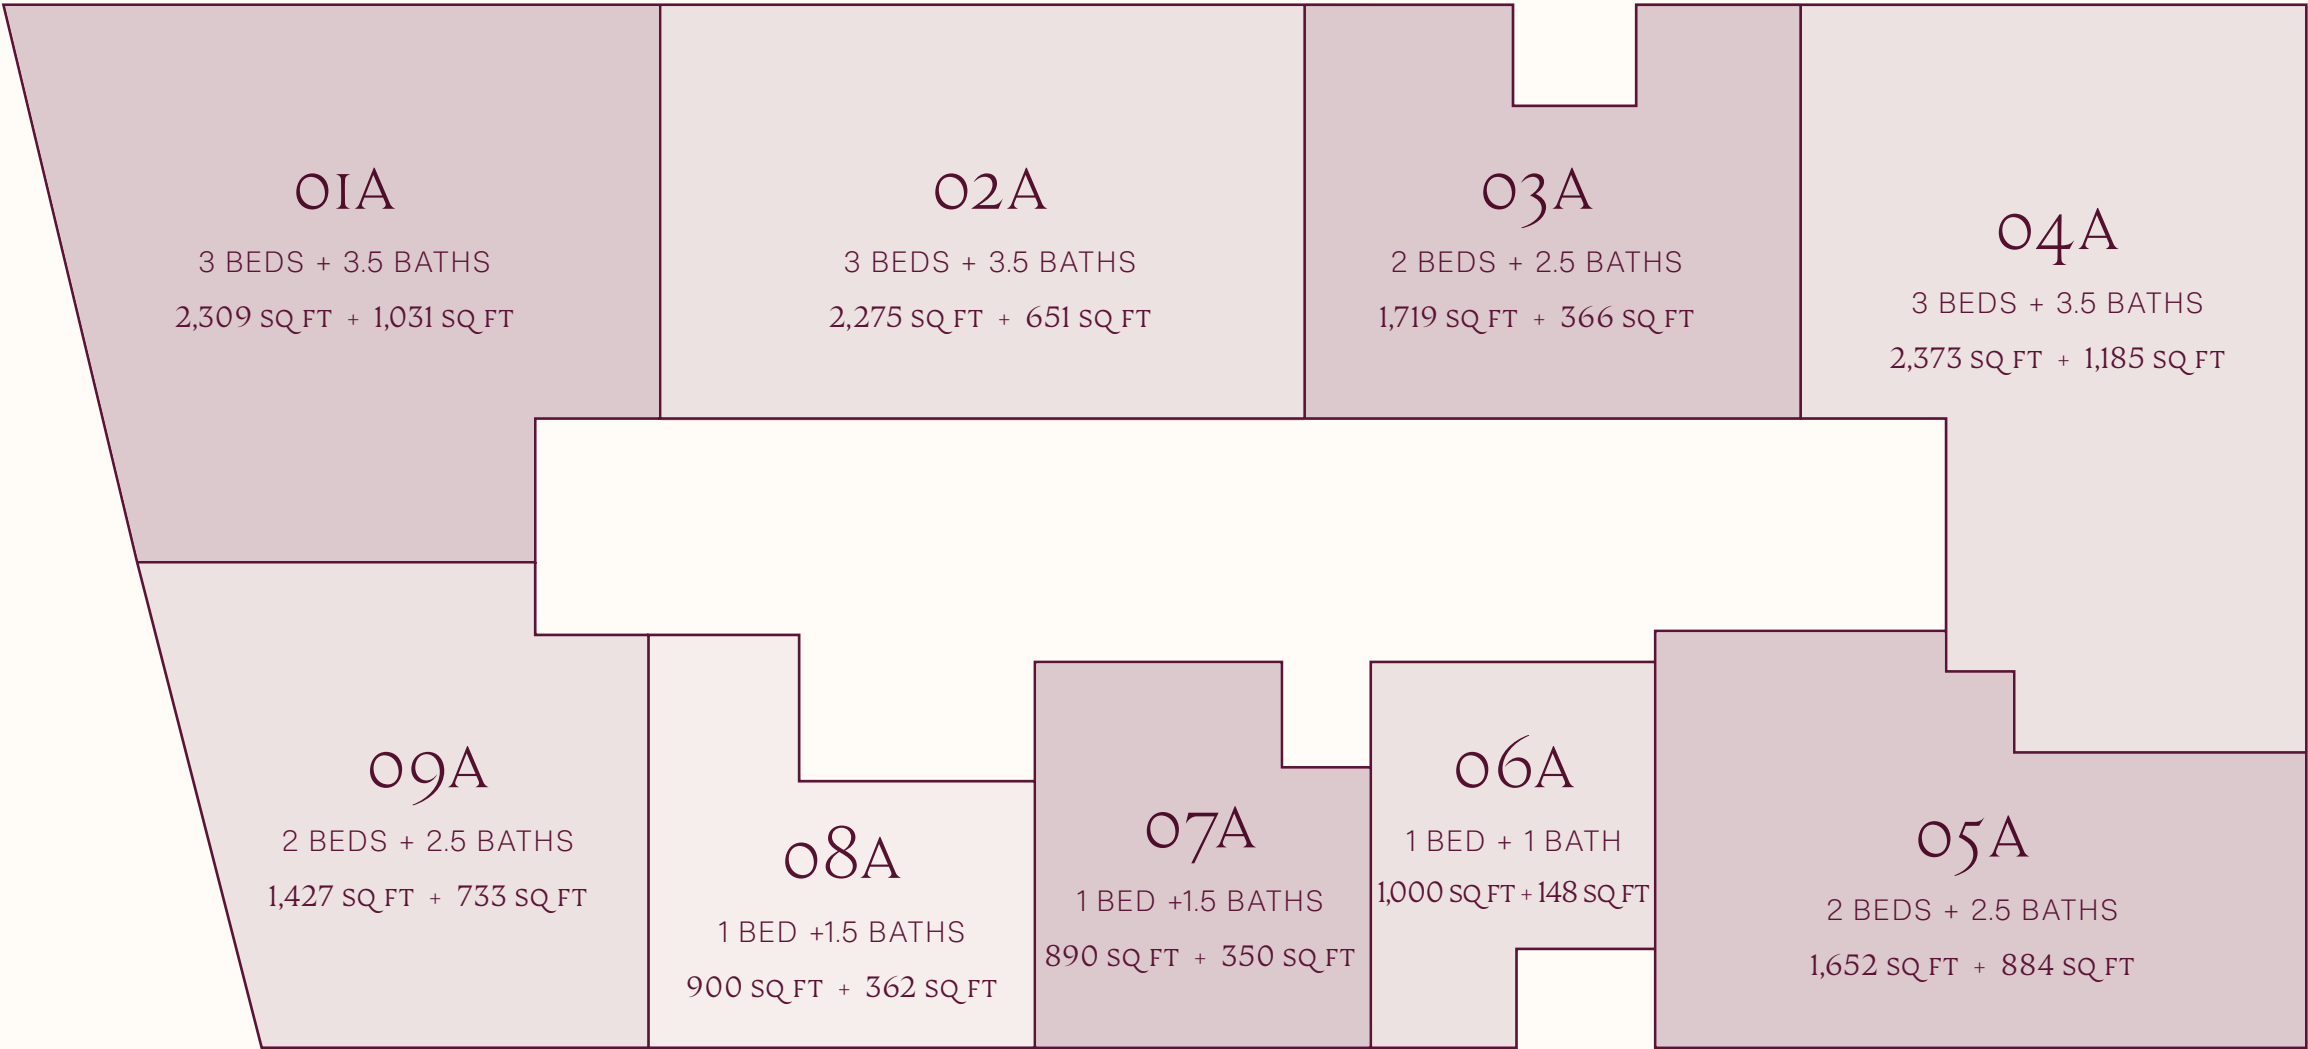 01A
3 BEDS + 3.5 BATHS
2,309 SQ FT + 1,031 SQ FT
02A
3 BEDS + 3.5 BATHS
2,275 SQ FT + 651 SQ FT
03A
2 BEDS + 2.5 BATHS
1,719 SQ FT + 366 SQ FT
04A
3 BEDS + 3.5 BATHS
2,373 SQ FT + 1,185 SQ FT
09A
2 BEDS + 2.5 BATHS
1,427 SQ FT + 733 SQ FT
08A
1 BED +1.5 BATHS
900 SQ FT + 362 SQ FT
07A
1 BED +1.5 BATHS
890 SQ FT + 350 SQ FT
06A
1 BED + 1 BATH
1,000 SQ FT + 148 SQ FT
05A
2 BEDS + 2.5 BATHS
1,652 SQ FT + 884 SQ FT